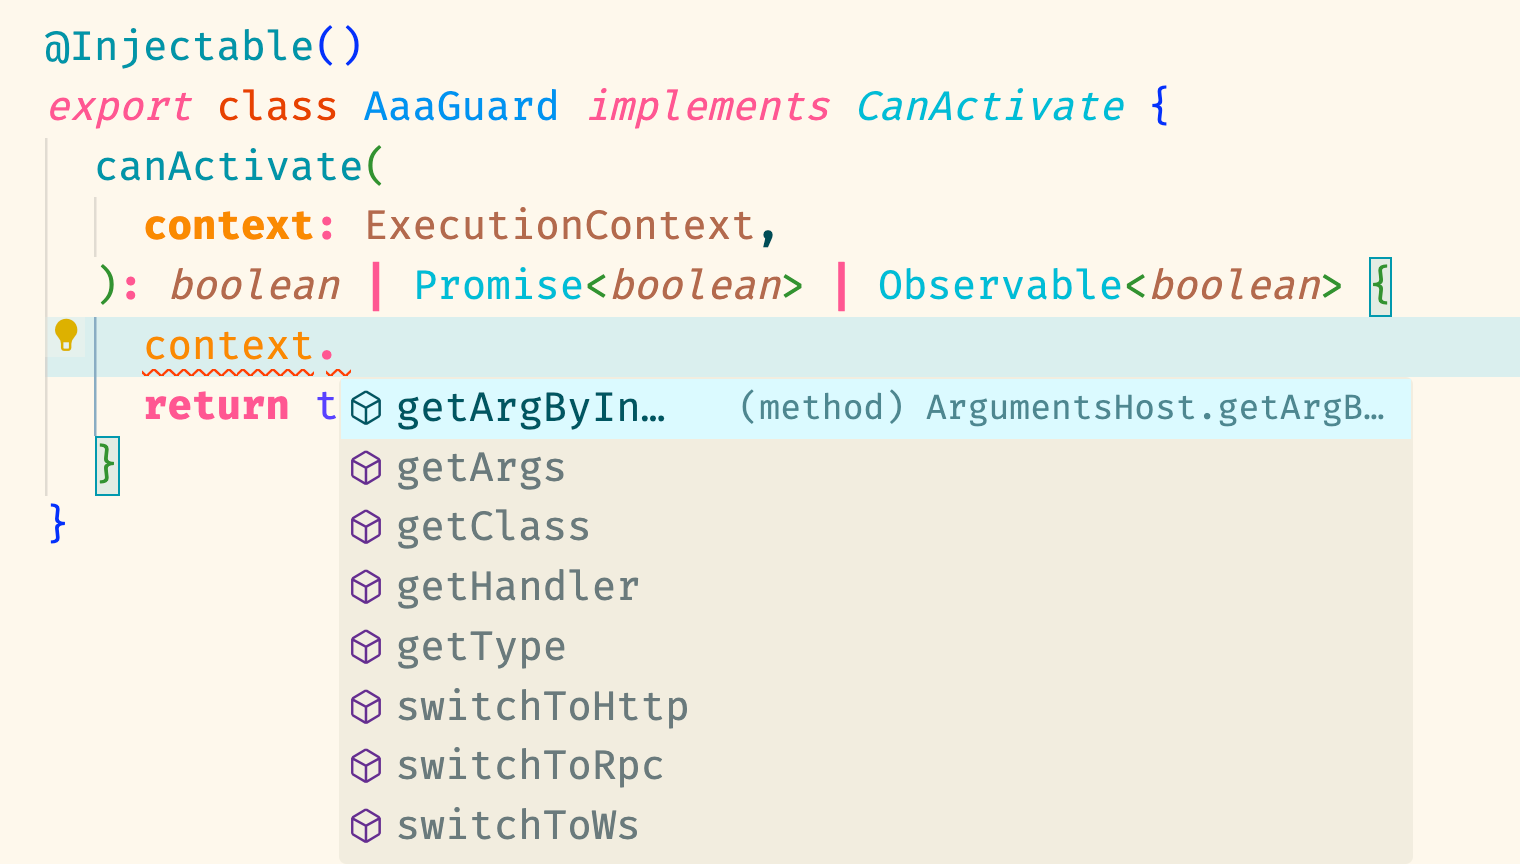 @Injectable()
export class AaaGuard implements CanActivate {
canActivate(
context: ExecutionContext,
): boolean | Promise<boolean> | Observable<boolean> {
context.
return t
}
}
getArgByIn… (method) ArgumentsHost.getArgB…
getArgs
getClass
getHandler
getType
switchToHttp
switchToRpc
switchToWs